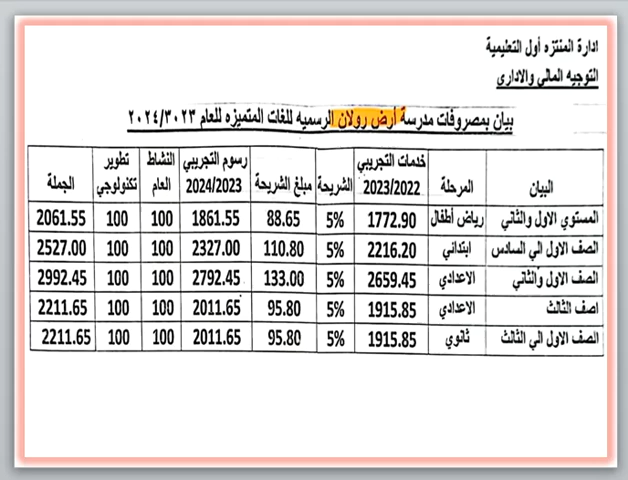 ادارة المنتزه أول التعليمية
التوجيه المالي والاداري
بيان بمصروفات مدرسة أرض رولان الرسميه للغات المتميزه للعام ٢٠٢٤/٣٠٢٣
البيان المرحلة خدمات التجريبي 2023/2022 الشريحة مبلغ الشريحة رسوم التجريبي 2024/2023 النشاط العام تطوير تكنولوجي الجملة
المستوي الاول والثاني رياض أطفال 1772.90 5% 88.65 1861.55 100 100 2061.55
الصف الاول الي السادس ابتدائي 2216.20 5% 110.80 2327.00 100 100 2527.00
الصف الاول والثاني الاعدادي 2659.45 5% 133.00 2792.45 100 100 2992.45
اصف الثالث الاعدادي 1915.85 5% 95.80 2011.65 100 100 2211.65
الصف الاول الي الثالث ثانوي 1915.85 5% 95.80 2011.65 100 100 2211.65